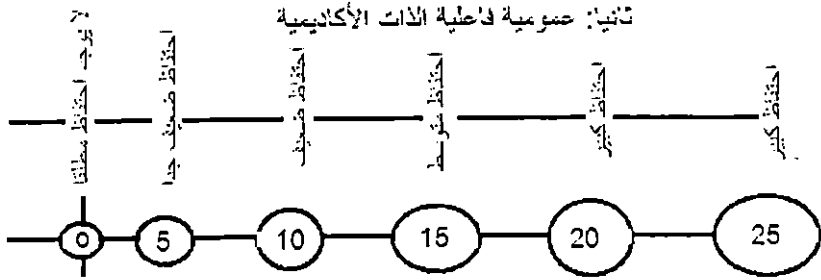 ثانيا: عمومية فاعلية الذات الأكاديمية
لا يوجد احتفاظ مطلقا
احتفاظ ضعيف جدا
احتفاظ ضعيف
احتفاظ متوسط
احتفاظ كبير
احتفاظ كبير
0 5 10 15 20 25